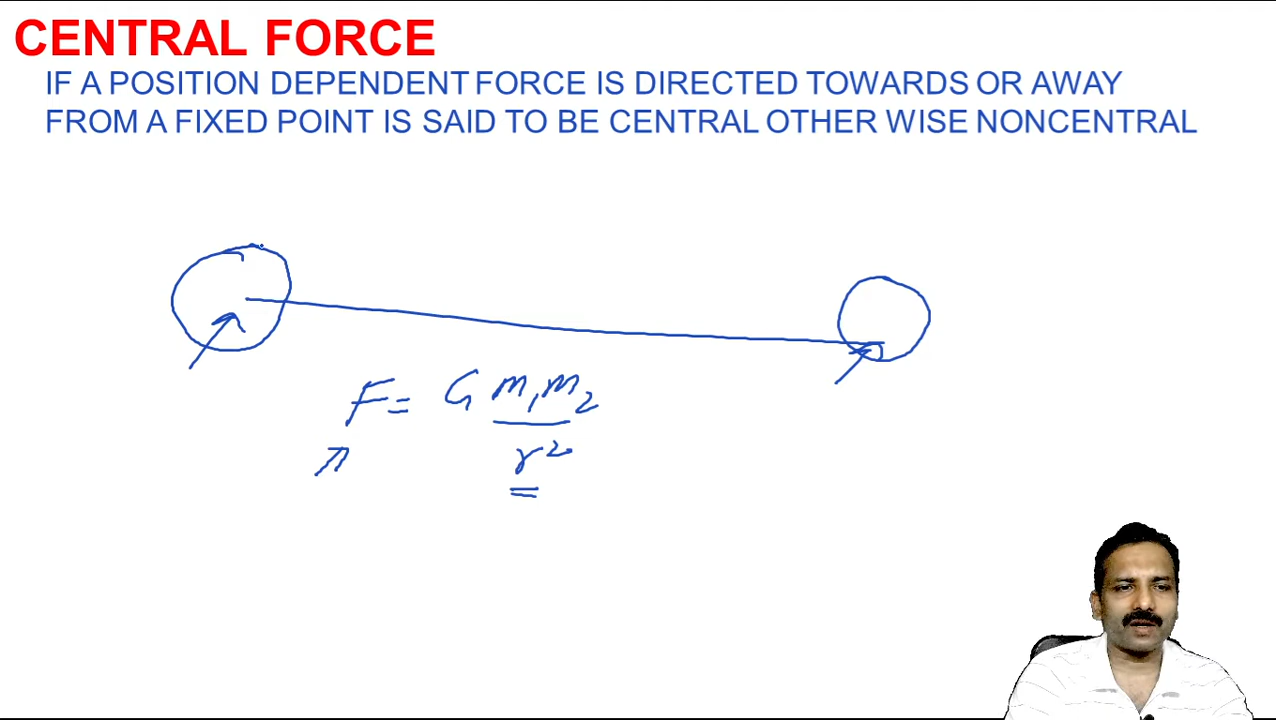 CENTRAL FORCE
IF A POSITION DEPENDENT FORCE IS DIRECTED TOWARDS OR AWAY
FROM A FIXED POINT IS SAID TO BE CENTRAL OTHER WISE NONCENTRAL
F = G m₁m₂ / r²